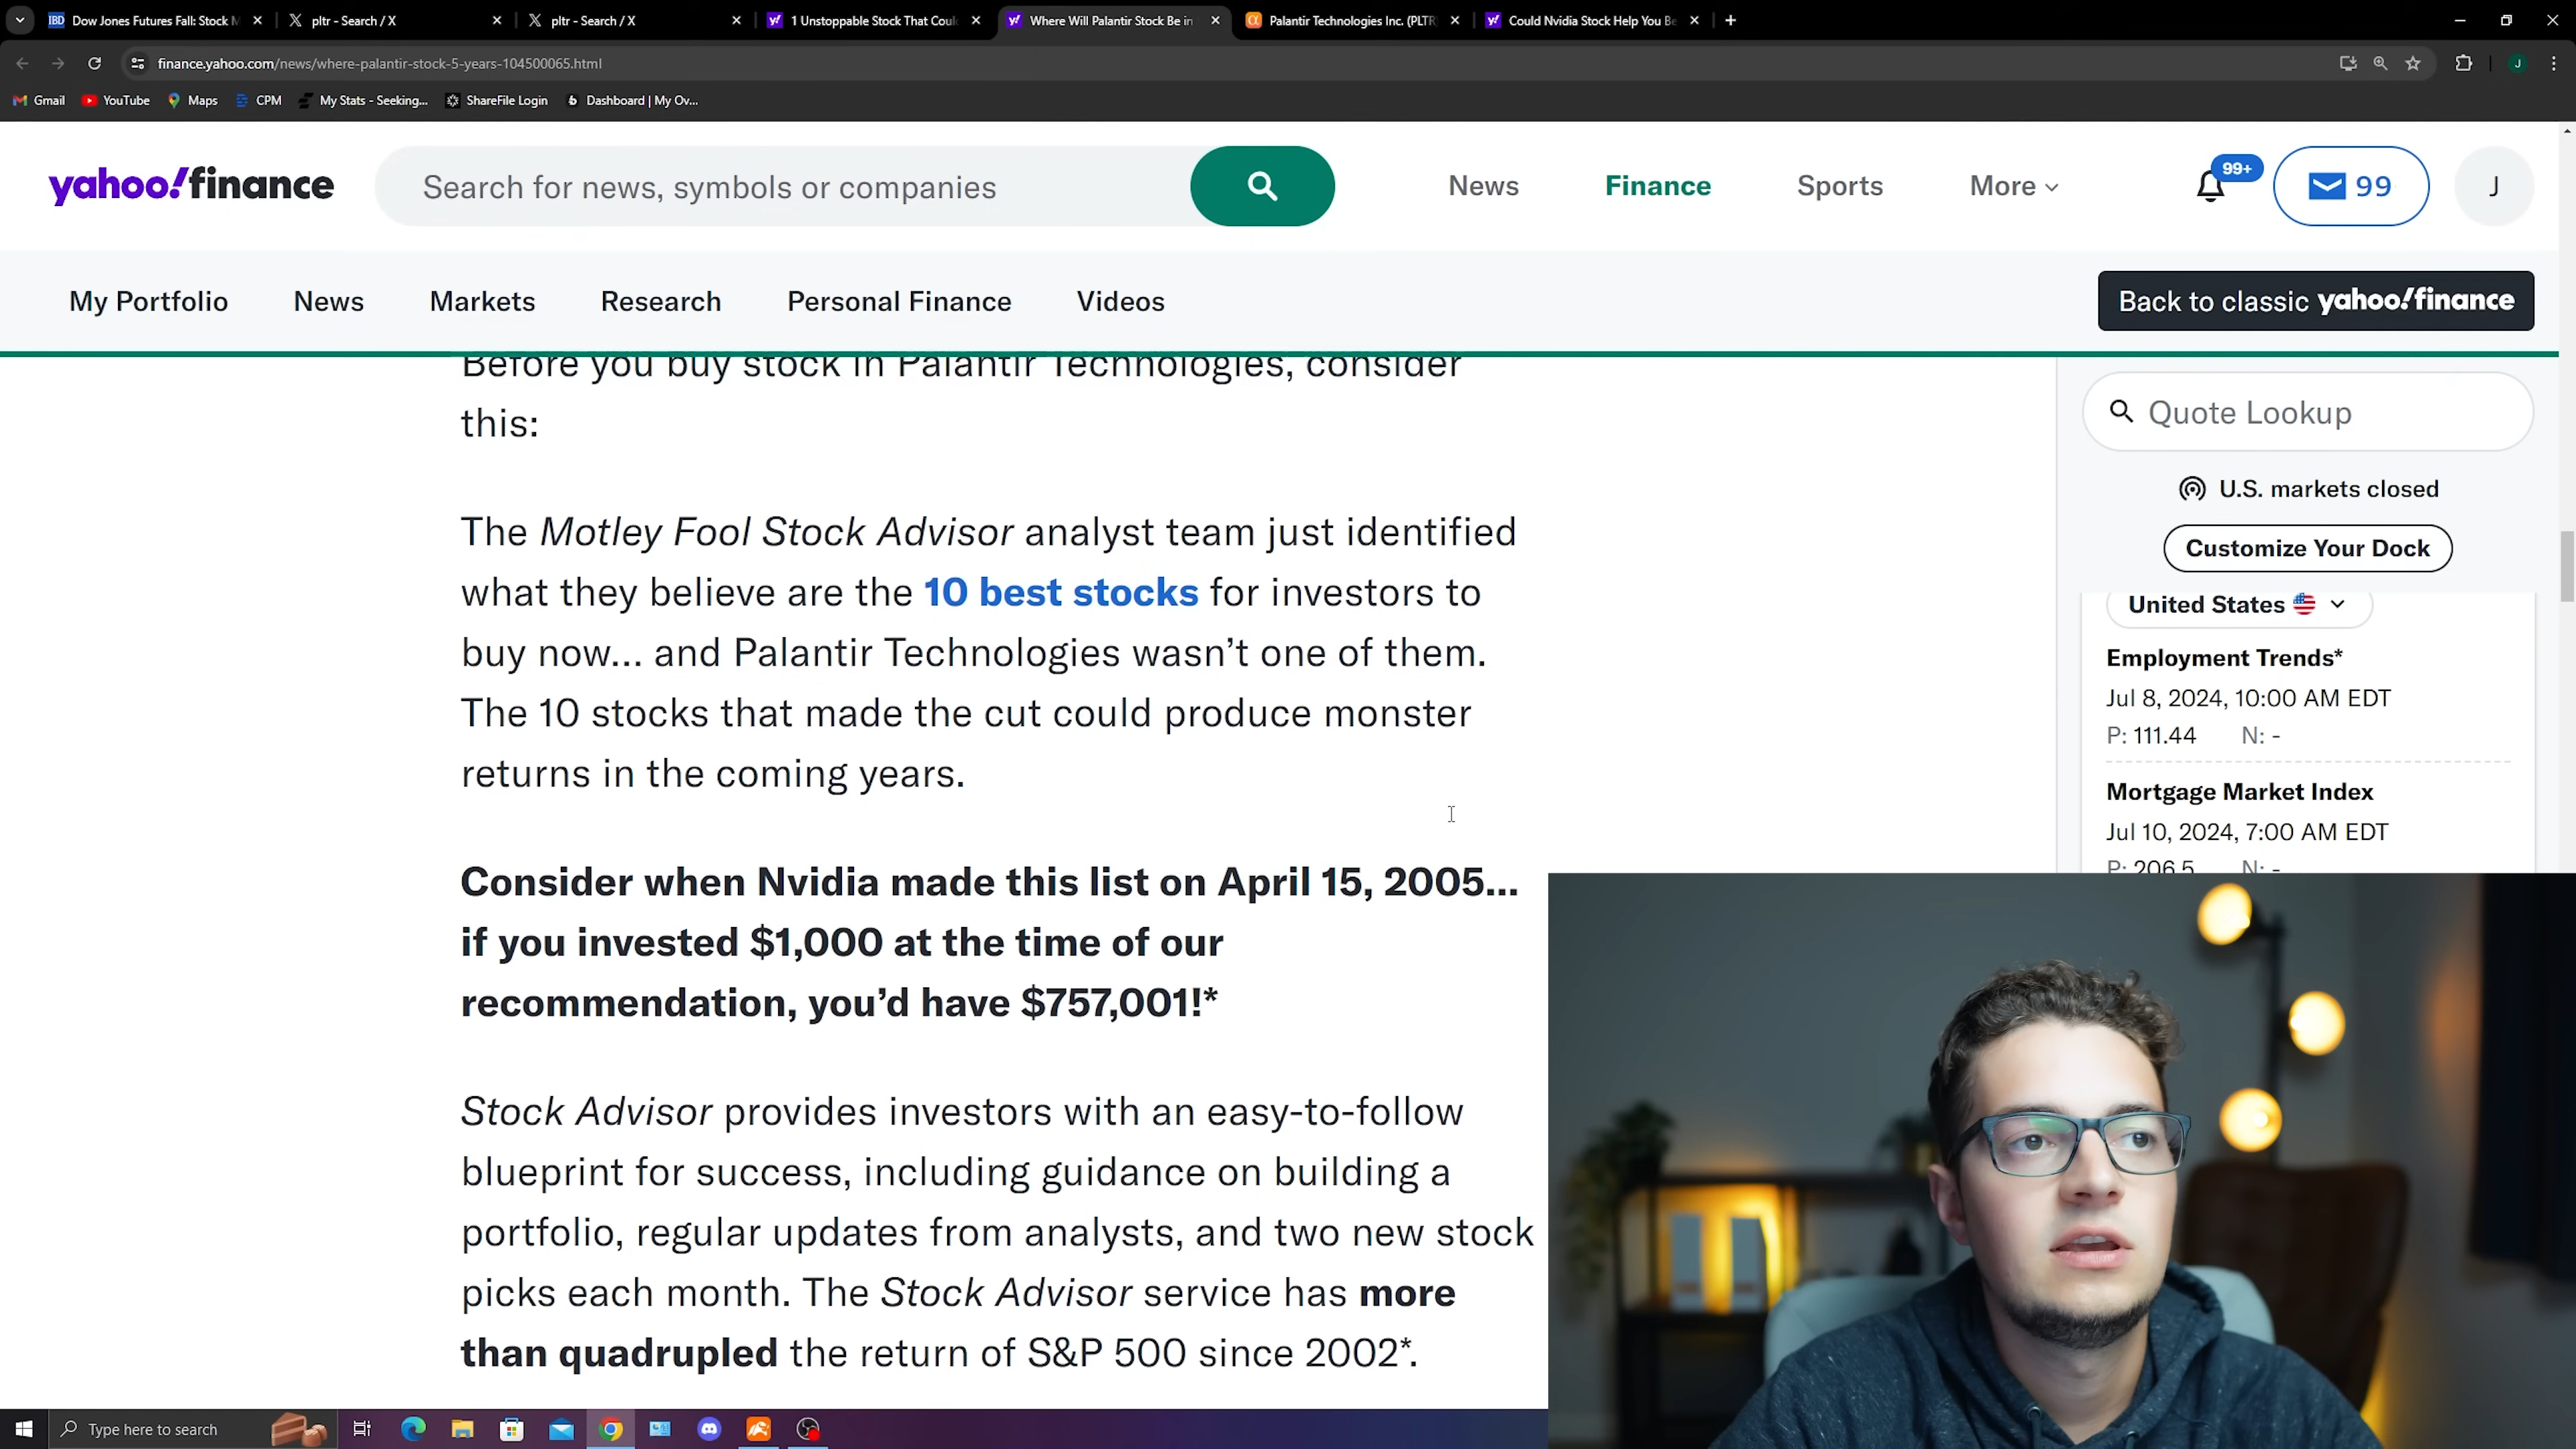 Dow Jones Futures Fall: Stock M
pltr - Search / X
pltr - Search / X
1 Unstoppable Stock That Coul
Where Will Palantir Stock Be in
Palantir Technologies Inc. (PLTR
Could Nvidia Stock Help You Be
finance.yahoo.com/news/where-palantir-stock-5-years-104500065.html
J
Gmail
YouTube
Maps
CPM
My Stats - Seeking...
ShareFile Login
Dashboard | My Ov...
yahoo!finance
Search for news, symbols or companies
News
Finance
Sports
More
99+
99
J
My Portfolio
News
Markets
Research
Personal Finance
Videos
Back to classic yahoo!finance
Before you buy stock in Palantir Technologies, consider
this:
The Motley Fool Stock Advisor analyst team just identified
what they believe are the 10 best stocks for investors to
buy now… and Palantir Technologies wasn’t one of them.
The 10 stocks that made the cut could produce monster
returns in the coming years.
Consider when Nvidia made this list on April 15, 2005...
if you invested $1,000 at the time of our
recommendation, you’d have $757,001!*
Stock Advisor provides investors with an easy-to-follow
blueprint for success, including guidance on building a
portfolio, regular updates from analysts, and two new stock
picks each month. The Stock Advisor service has more
than quadrupled the return of S&P 500 since 2002*.
Quote Lookup
U.S. markets closed
Customize Your Dock
United States
Employment Trends*
Jul 8, 2024, 10:00 AM EDT
P: 111.44 N: -
Mortgage Market Index
Jul 10, 2024, 7:00 AM EDT
P: 206.5 N: -
Type here to search